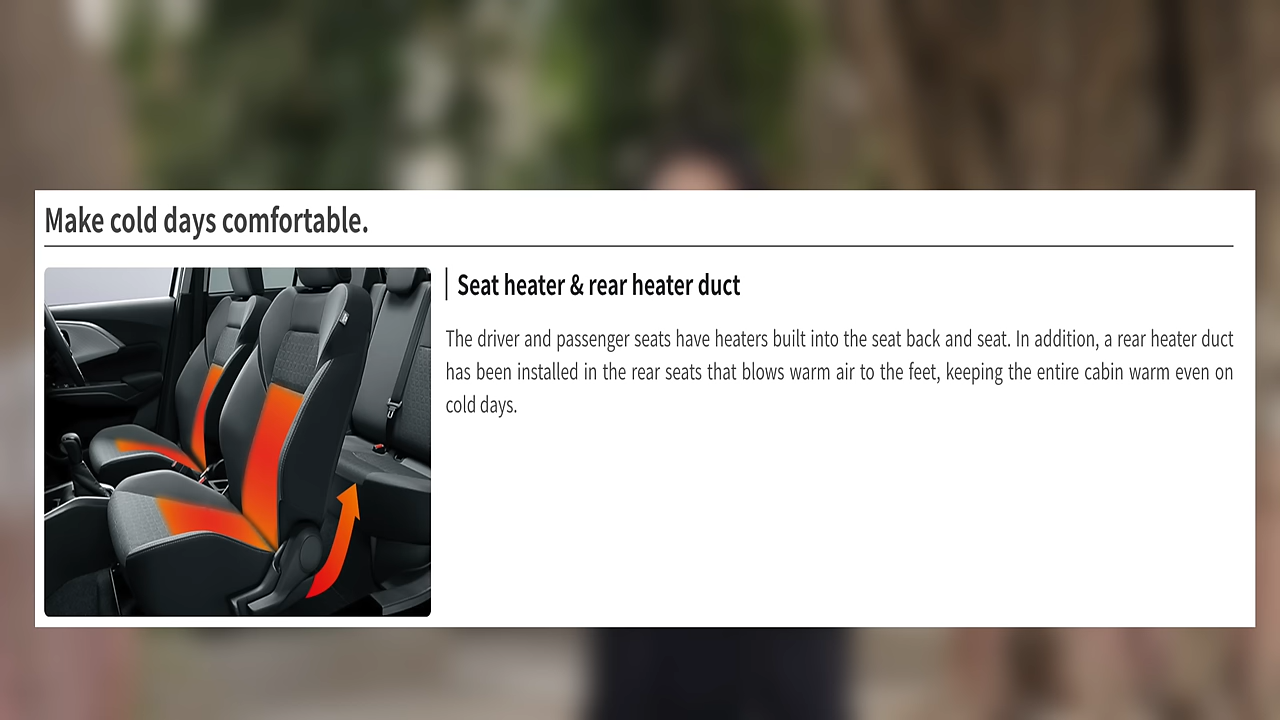 Make cold days comfortable.
Seat heater & rear heater duct
The driver and passenger seats have heaters built into the seat back and seat. In addition, a rear heater duct
has been installed in the rear seats that blows warm air to the feet, keeping the entire cabin warm even on
cold days.